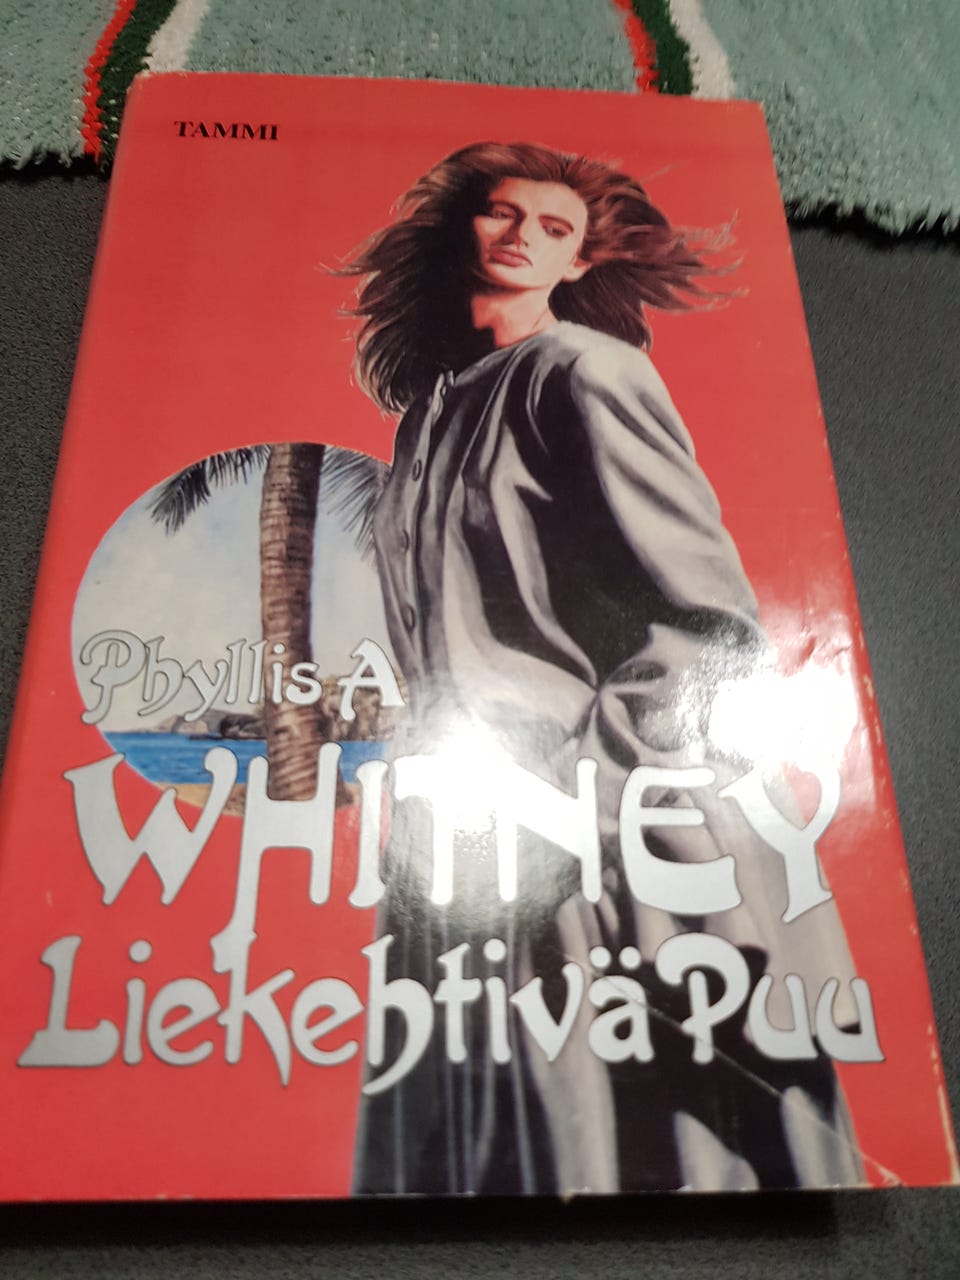 TAMMI
Phyllis A
WHITNEY
Liekehtivä Puu